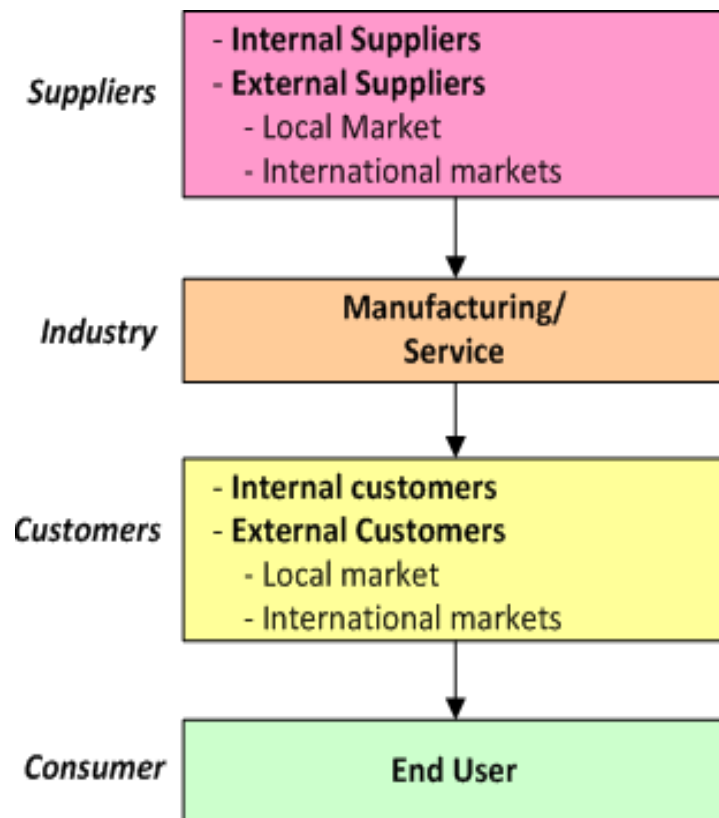 Suppliers
- Internal Suppliers
- External Suppliers
- Local Market
- International markets
Industry
Manufacturing/
Service
Customers
- Internal customers
- External Customers
- Local market
- International markets
Consumer
End User